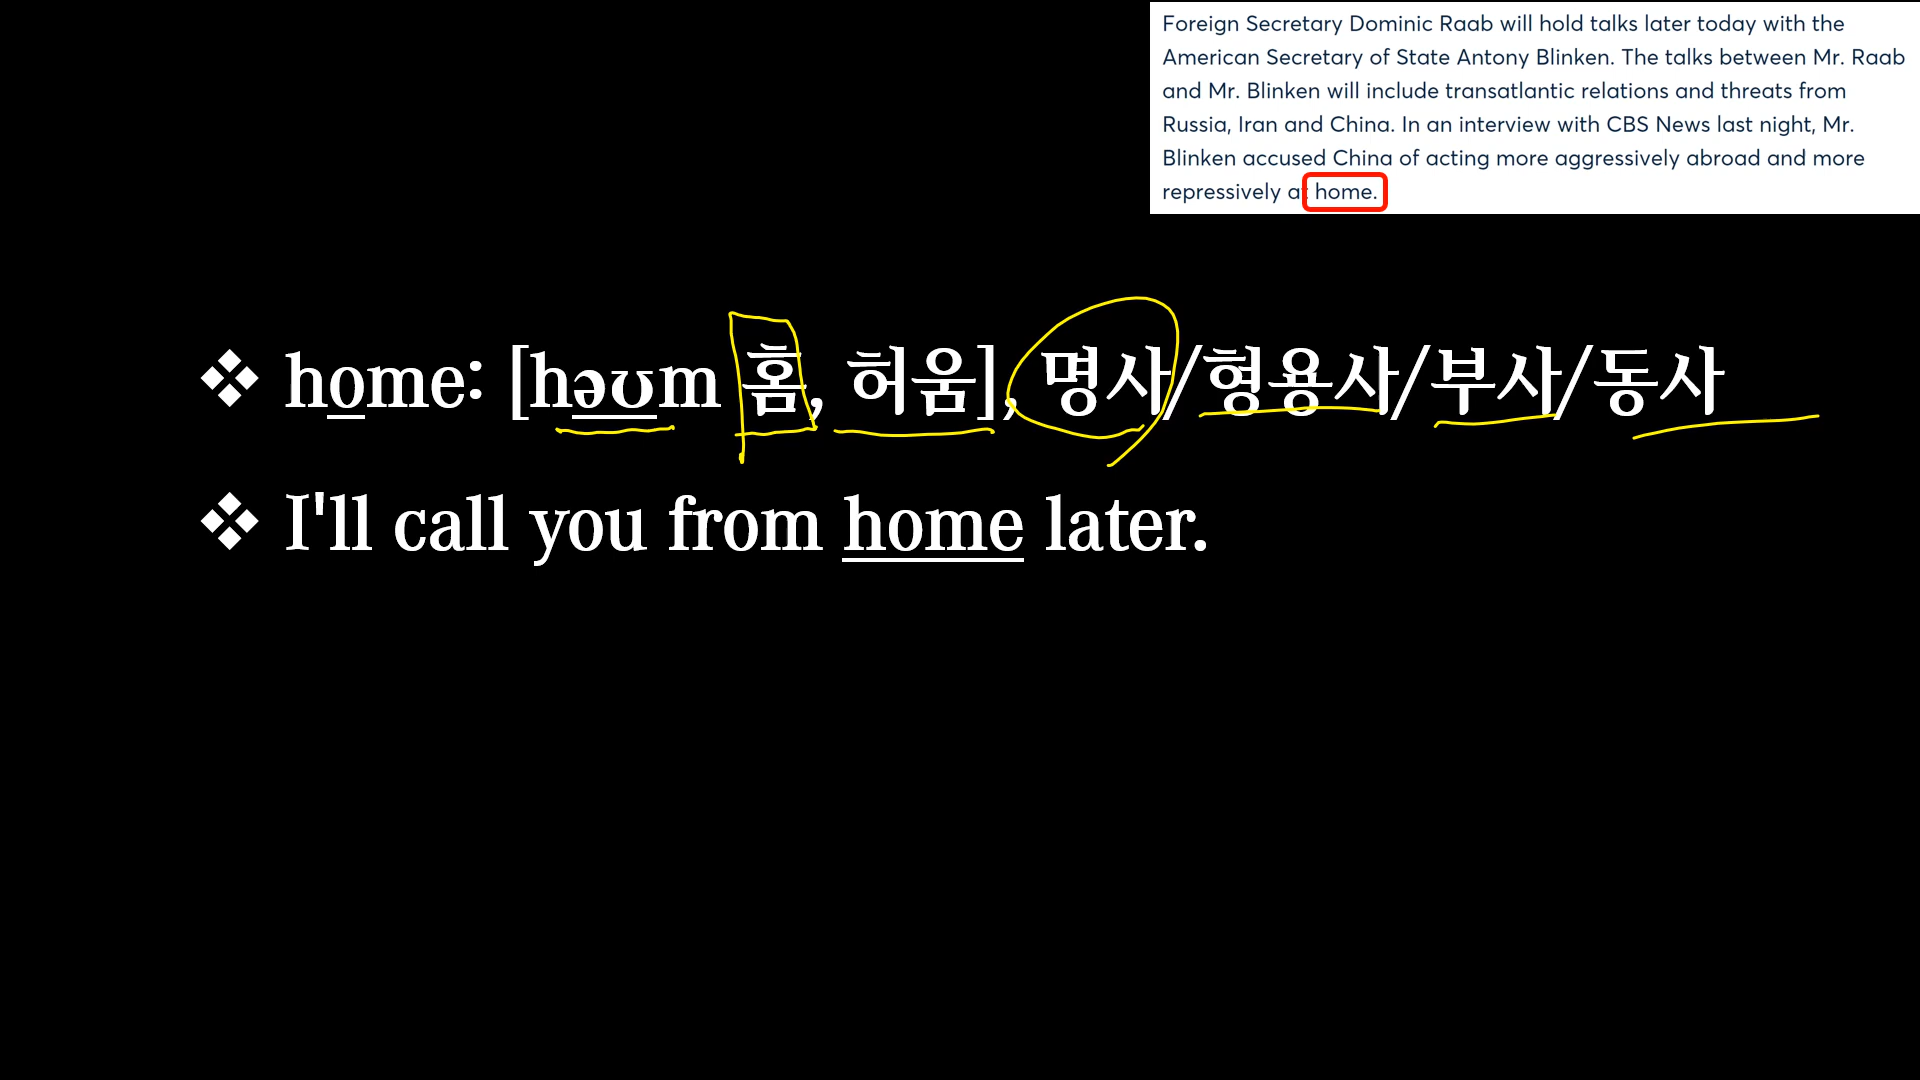 Foreign Secretary Dominic Raab will hold talks later today with the
American Secretary of State Antony Blinken. The talks between Mr. Raab
and Mr. Blinken will include transatlantic relations and threats from
Russia, Iran and China. In an interview with CBS News last night, Mr.
Blinken accused China of acting more aggressively abroad and more
repressively at home.
❖ home: [həʊm 홈, 허움], 명사/형용사/부사/동사
❖ I'll call you from home later.